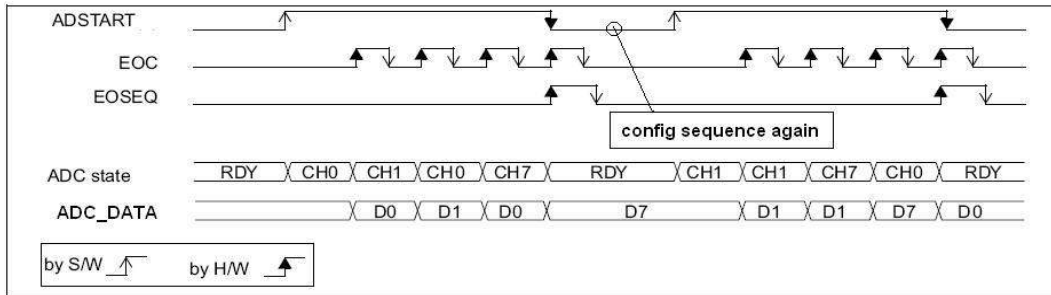 ADSTART
EOC
EOSEQ
config sequence again
ADC state RDY CH0 CH1 CH0 CH7 RDY CH1 CH1 CH7 CH0 RDY
ADC_DATA D0 D1 D0 D7 D1 D1 D7 D0
by S/W by H/W